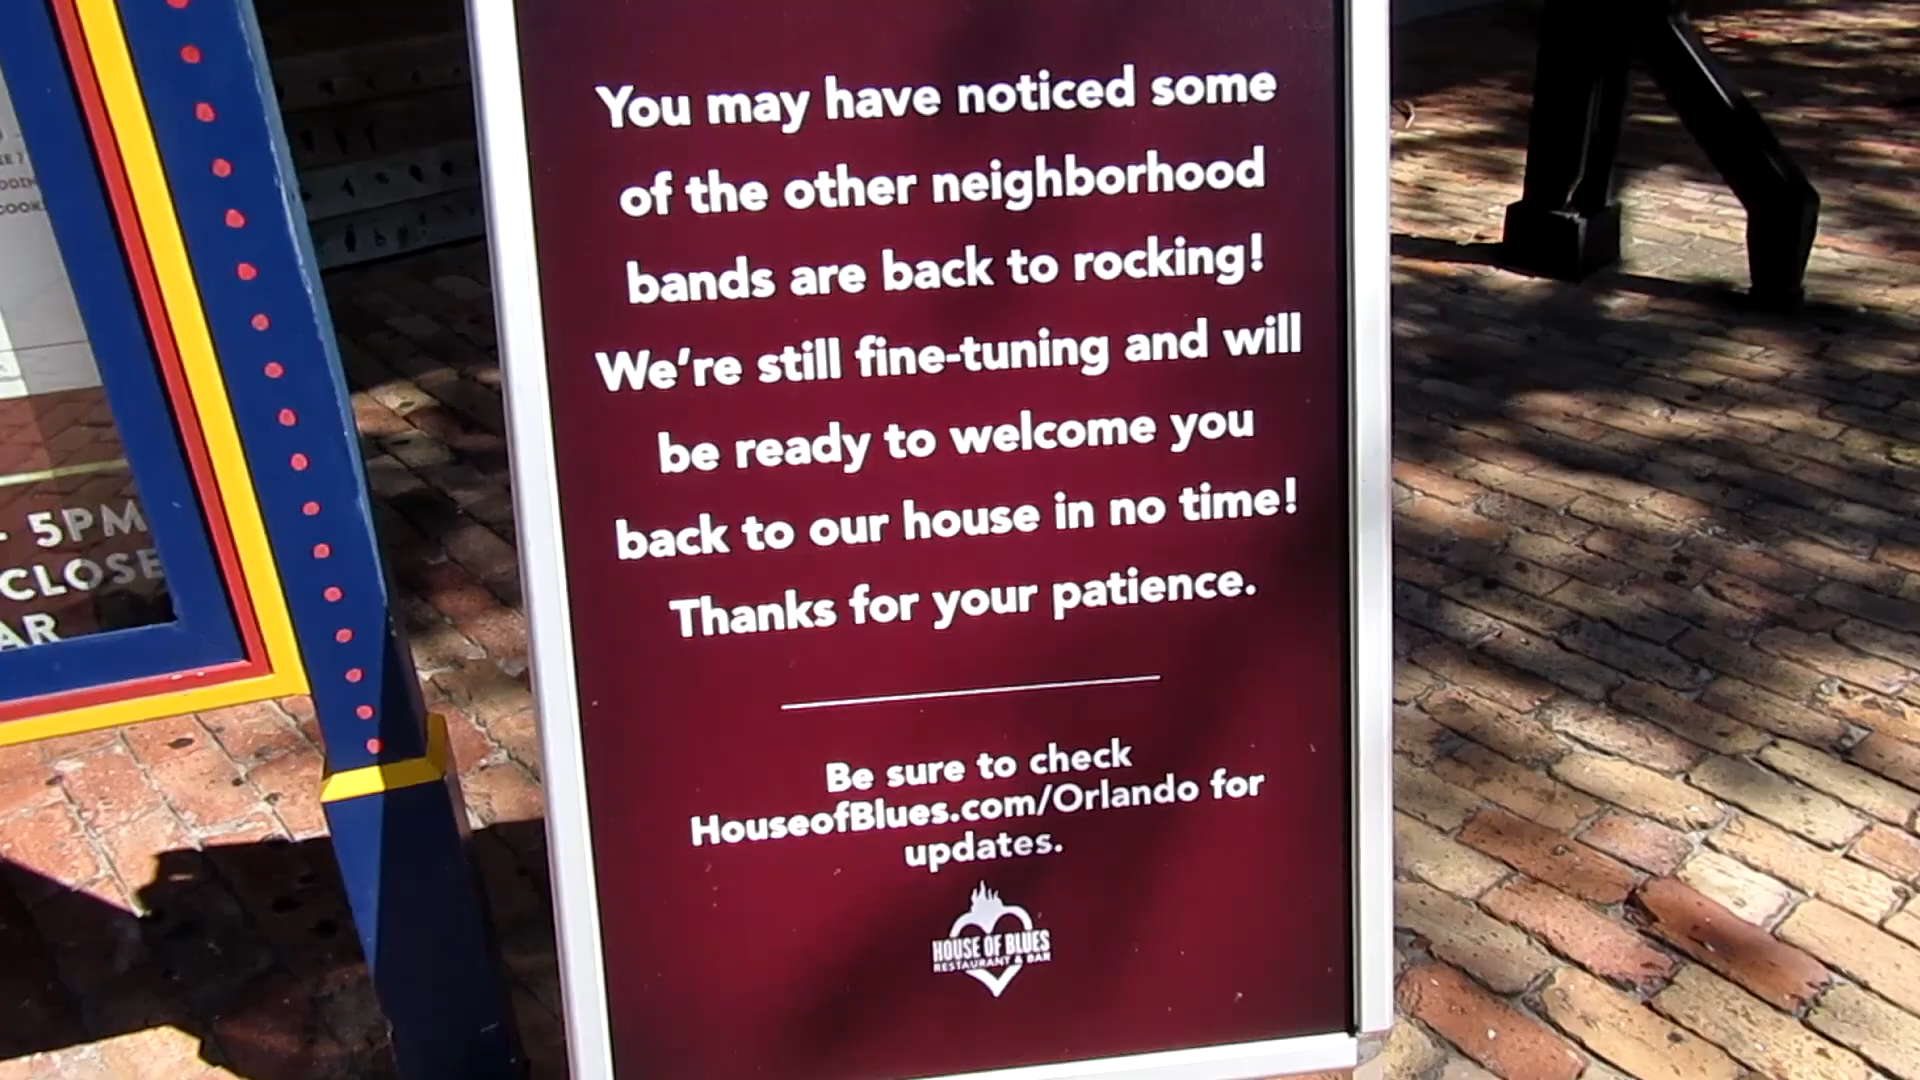 You may have noticed some
of the other neighborhood
bands are back to rocking!
We're still fine-tuning and will
be ready to welcome you
back to our house in no time!
Thanks for your patience.
Be sure to check
HouseofBlues.com/Orlando for
updates.
HOUSE OF BLUES
RESTAURANT & BAR
5PM
CLOSE